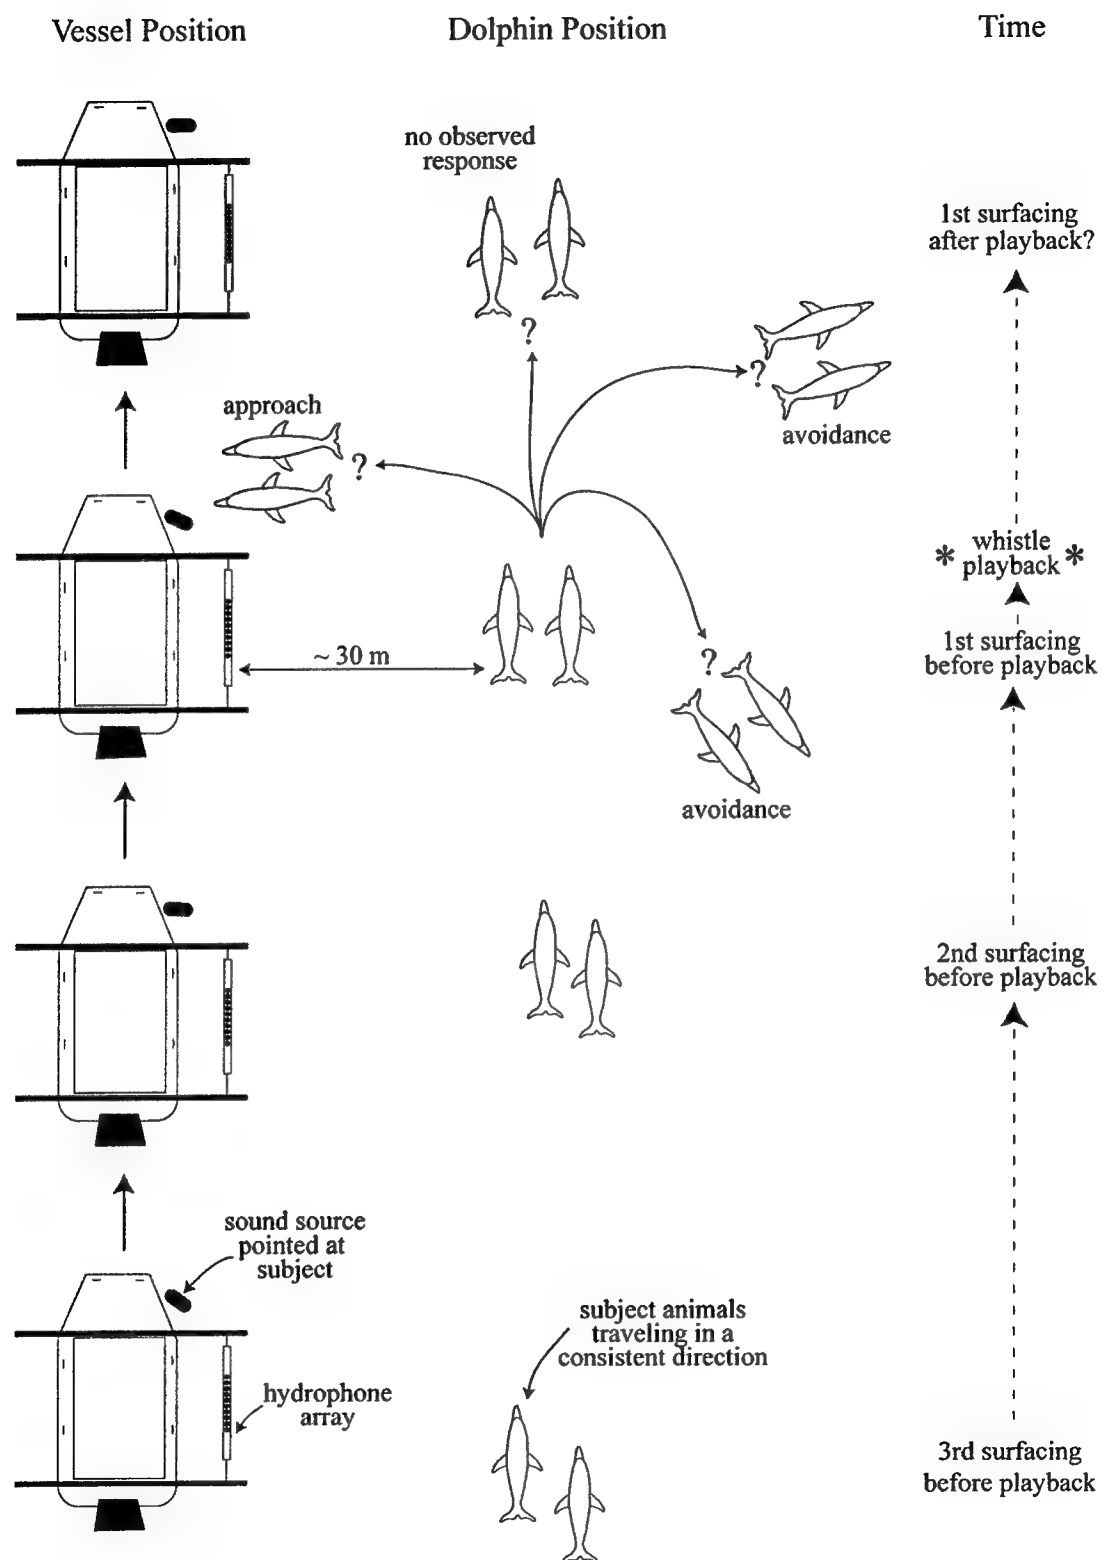 Vessel Position
Dolphin Position
Time
no observed
response
1st surfacing
after playback?
?
?
avoidance
approach
?
* whistle *
playback
1st surfacing
before playback
~ 30 m
?
avoidance
2nd surfacing
before playback
sound source
pointed at
subject
subject animals
traveling in a
consistent direction
hydrophone
array
3rd surfacing
before playback